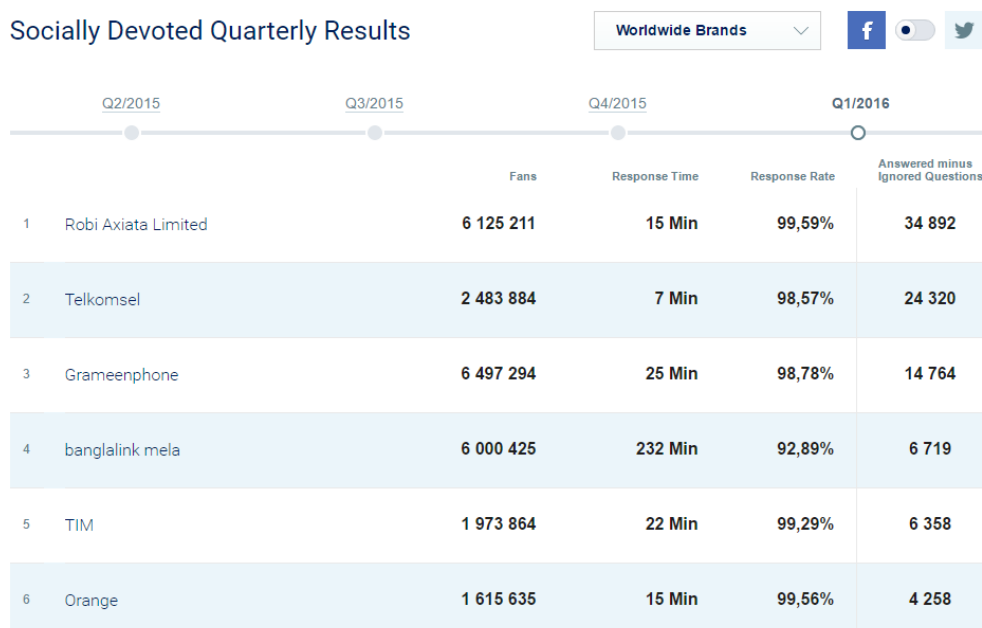 Socially Devoted Quarterly Results
Worldwide Brands
f
Q2/2015 Q3/2015 Q4/2015 Q1/2016
Fans Response Time Response Rate Answered minus
Ignored Questions
1 Robi Axiata Limited 6 125 211 15 Min 99,59% 34 892
2 Telkomsel 2 483 884 7 Min 98,57% 24 320
3 Grameenphone 6 497 294 25 Min 98,78% 14 764
4 banglalink mela 6 000 425 232 Min 92,89% 6 719
5 TIM 1 973 864 22 Min 99,29% 6 358
6 Orange 1 615 635 15 Min 99,56% 4 258